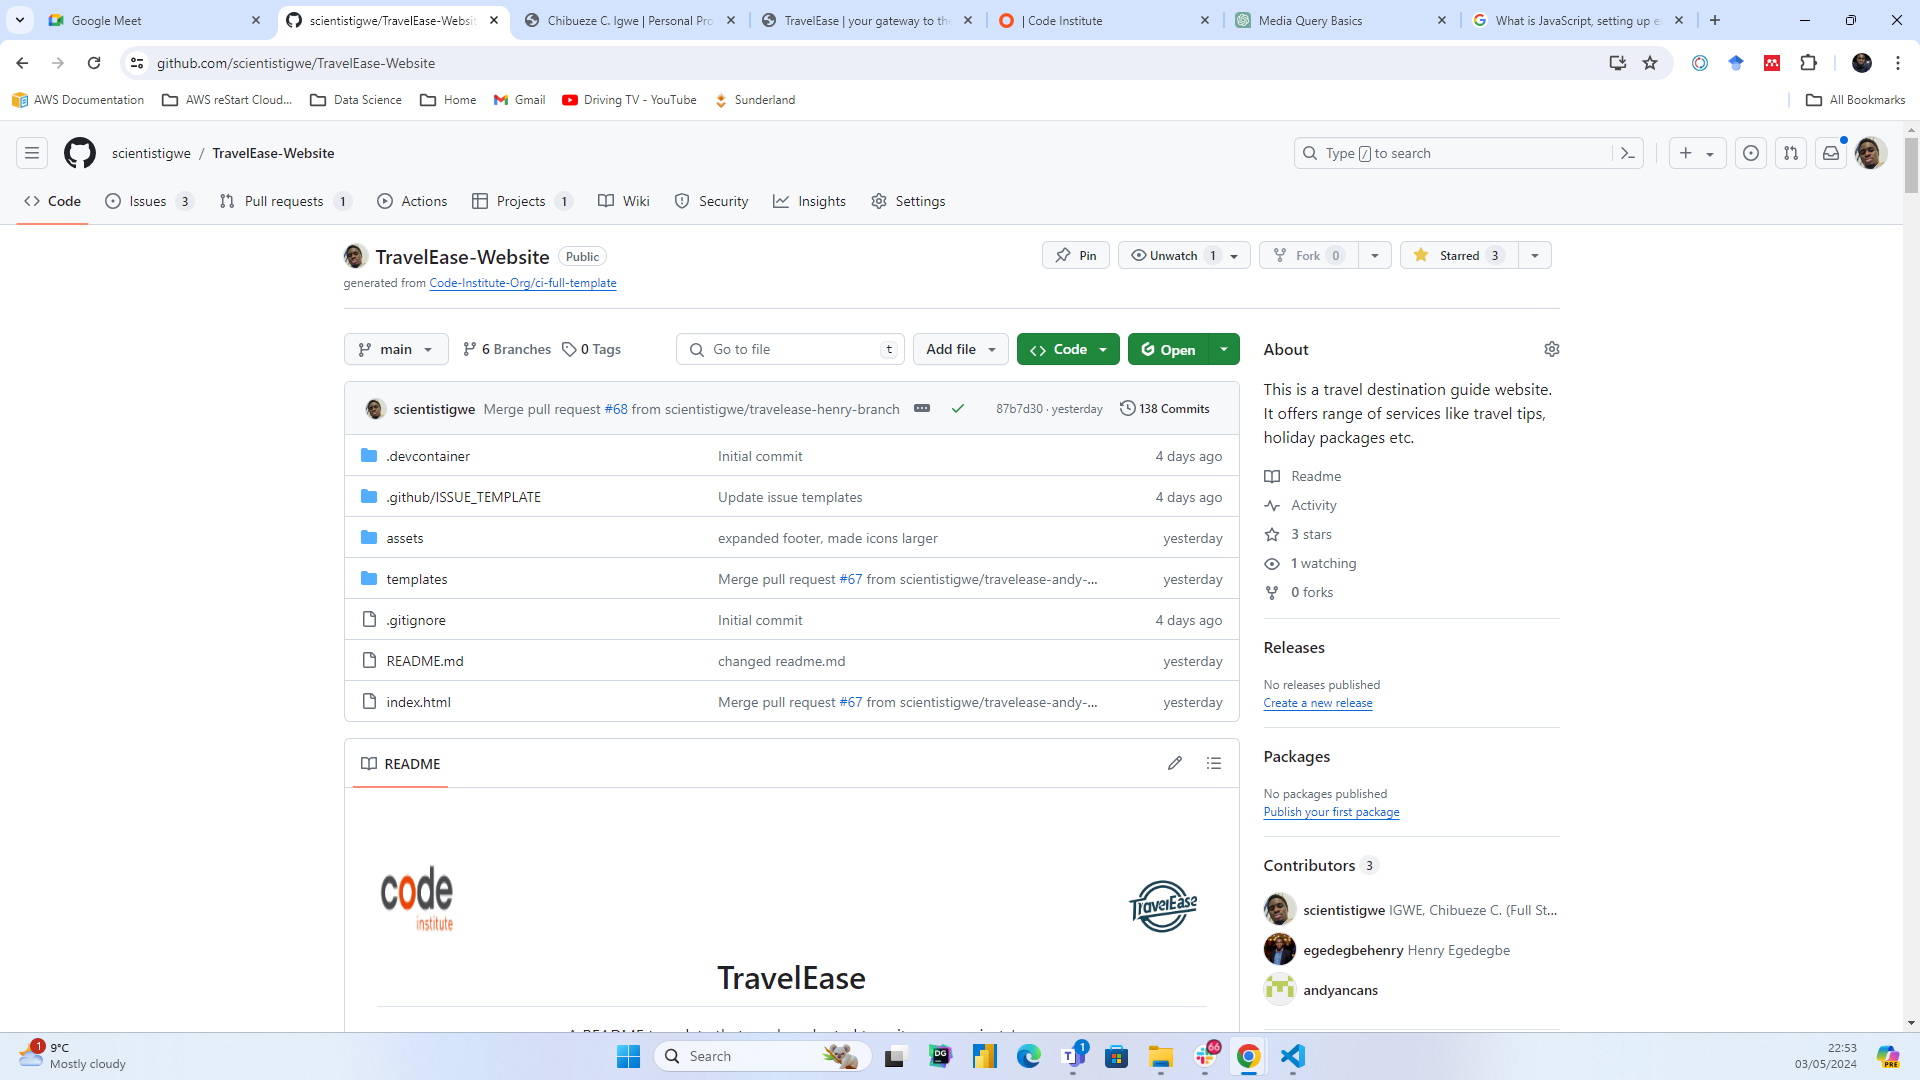 Google Meet
scientistigwe/TravelEase-Websit
Chibueze C. Igwe | Personal Pro
TravelEase | your gateway to the
| Code Institute
Media Query Basics
What is JavaScript, setting up e
github.com/scientistigwe/TravelEase-Website
AWS Documentation
AWS reStart Cloud...
Data Science
Home
Gmail
Driving TV - YouTube
Sunderland
All Bookmarks
scientistigwe / TravelEase-Website
Type / to search
Code
Issues 3
Pull requests 1
Actions
Projects 1
Wiki
Security
Insights
Settings
TravelEase-Website Public
Pin
Unwatch 1
Fork 0
Starred 3
generated from Code-Institute-Org/ci-full-template
main
6 Branches
0 Tags
Go to file t
Add file
Code
Open
scientistigwe Merge pull request #68 from scientistigwe/travelease-henry-branch
87b7d30 · yesterday
138 Commits
.devcontainer Initial commit 4 days ago
.github/ISSUE_TEMPLATE Update issue templates 4 days ago
assets expanded footer, made icons larger yesterday
templates Merge pull request #67 from scientistigwe/travelease-andy-... yesterday
.gitignore Initial commit 4 days ago
README.md changed readme.md yesterday
index.html Merge pull request #67 from scientistigwe/travelease-andy-... yesterday
README
code
institute
TravelEase
TravelEase
About
This is a travel destination guide website.
It offers range of services like travel tips,
holiday packages etc.
Readme
Activity
3 stars
1 watching
0 forks
Releases
No releases published
Create a new release
Packages
No packages published
Publish your first package
Contributors 3
scientistigwe IGWE, Chibueze C. (Full St...
egedegbehenry Henry Egedegbe
andyancans
1
9°C
Mostly cloudy
Search
DG
1
66
22:53
03/05/2024
PRE